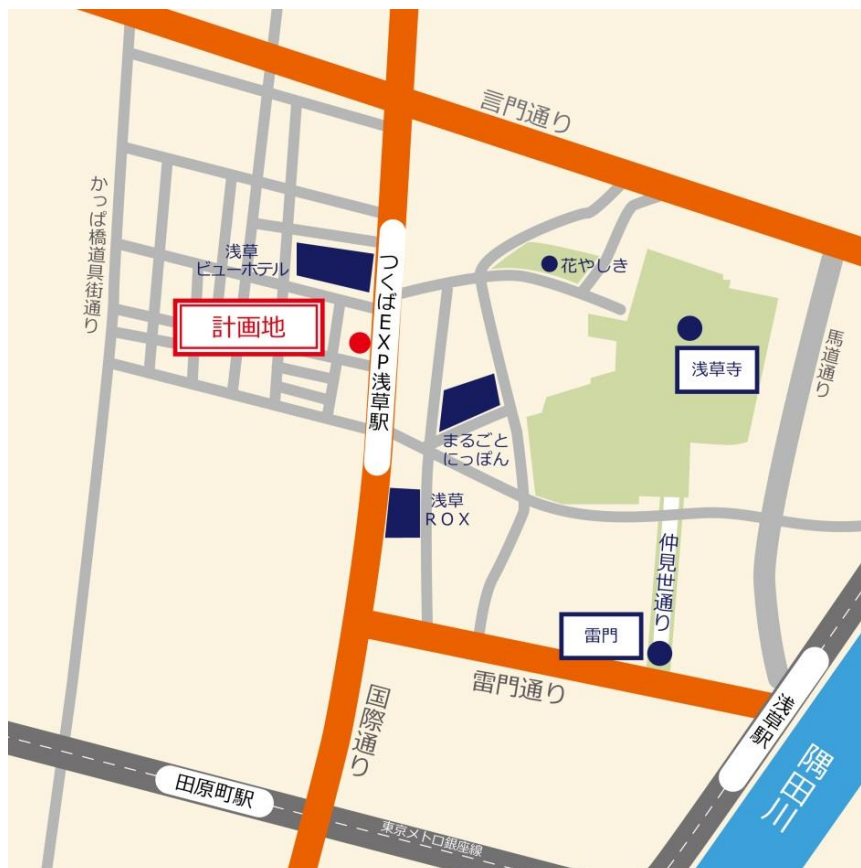 言門通り
かっぱ橋道具街通り
浅草
ビューホテル
花やしき
つくばEXP浅草駅
計画地
浅草寺
馬道通り
まるごと
にっぽん
浅草
ROX
仲見世通り
雷門
雷門通り
国際通り
浅草駅
隅田川
田原町駅
東京メトロ銀座線